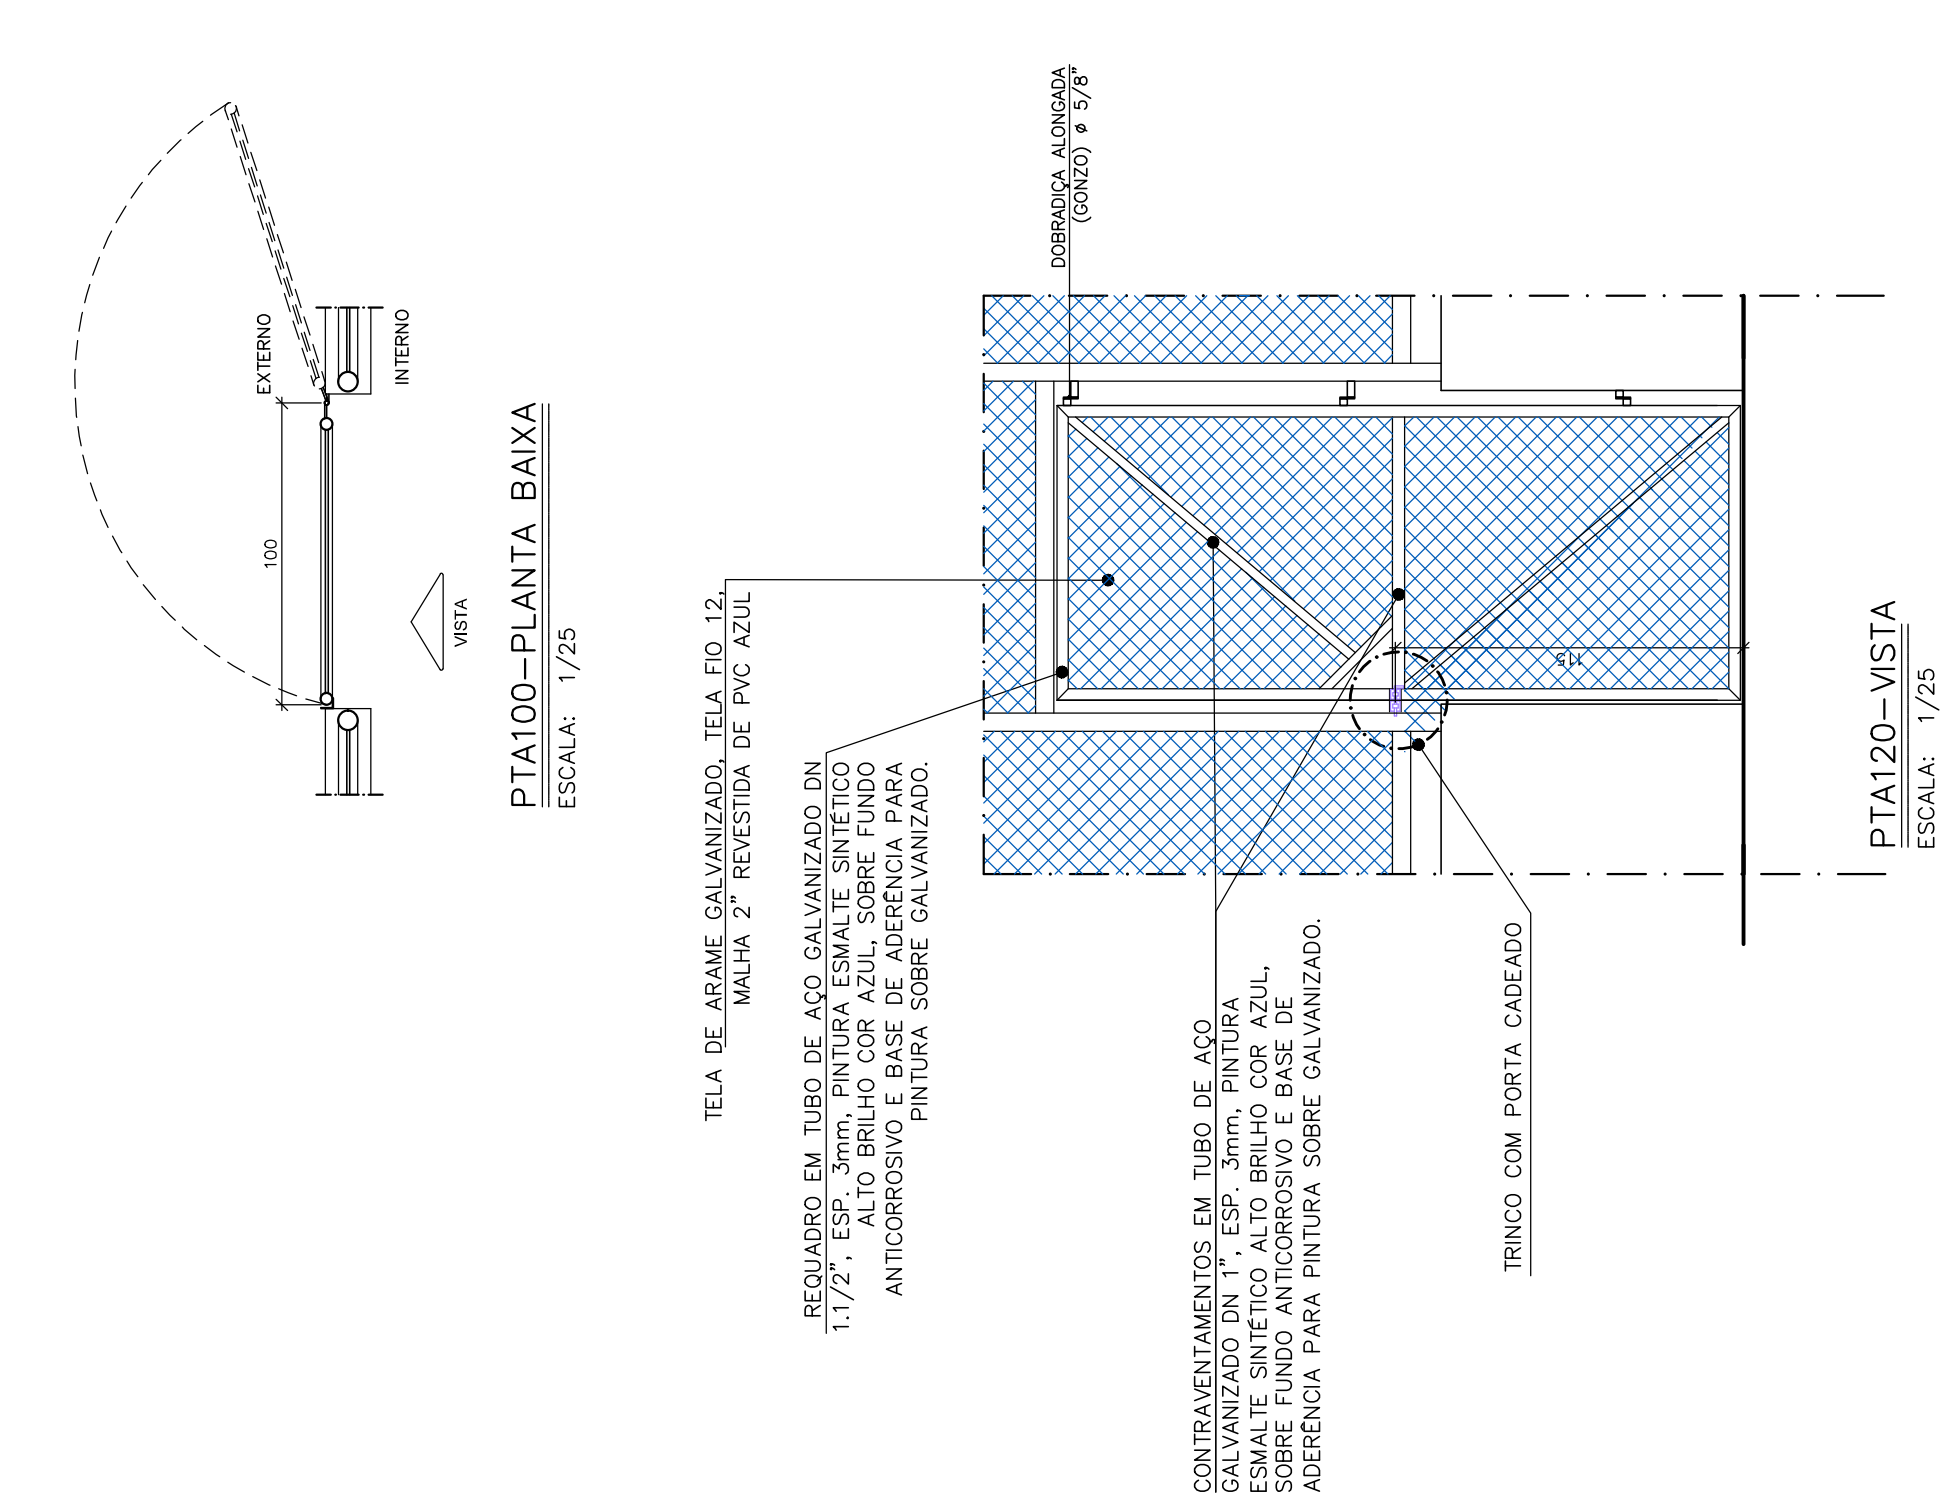 EXTERNO
INTERNO
100
VISTA
PTA100-PLANTA BAIXA
ESCALA: 1/25
DOBRADIÇA ALONGADA
(GONZO) ø 5/8"
TELA DE ARAME GALVANIZADO, TELA FIO 12,
MALHA 2" REVESTIDA DE PVC AZUL
REQUADRO EM TUBO DE AÇO GALVANIZADO DN
1.1/2", ESP. 3mm, PINTURA ESMALTE SINTÉTICO
ALTO BRILHO COR AZUL, SOBRE FUNDO
ANTICORROSIVO E BASE DE ADERÊNCIA PARA
PINTURA SOBRE GALVANIZADO.
CONTRAVENTAMENTOS EM TUBO DE AÇO
GALVANIZADO DN 1", ESP. 3mm, PINTURA
ESMALTE SINTÉTICO ALTO BRILHO COR AZUL,
SOBRE FUNDO ANTICORROSIVO E BASE DE
ADERÊNCIA PARA PINTURA SOBRE GALVANIZADO.
115
TRINCO COM PORTA CADEADO
PTA120-VISTA
ESCALA: 1/25